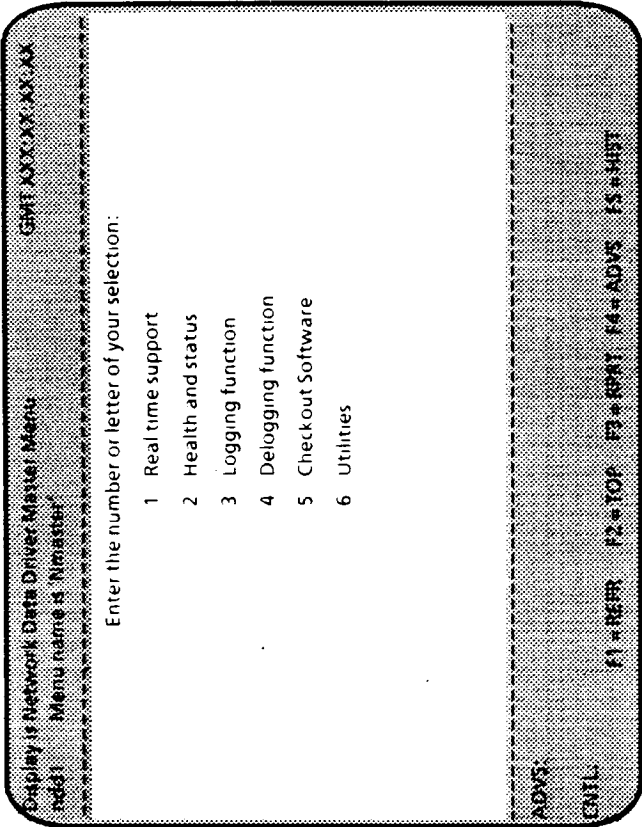 Display is Network Data Driver Master Menu GMT XXX:XX:XX:XX:XX
ndd1 Menu name is 'Nmaster'
Enter the number or letter of your selection:
1 Real time support
2 Health and status
3 Logging function
4 Delogging function
5 Checkout Software
6 Utilities
ADVS:
F1 = REFR F2 = TOP F3 = RPRT F4 = ADVS F5 = HIST
CNTL: